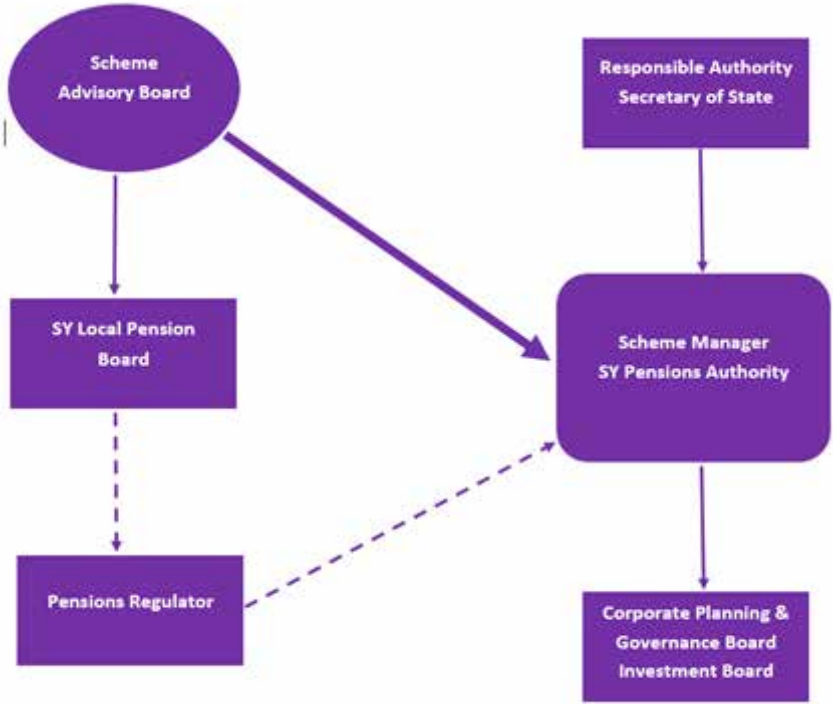 Scheme
Advisory Board
Responsible Authority
Secretary of State
SY Local Pension
Board
Scheme Manager
SY Pensions Authority
Pensions Regulator
Corporate Planning &
Governance Board
Investment Board